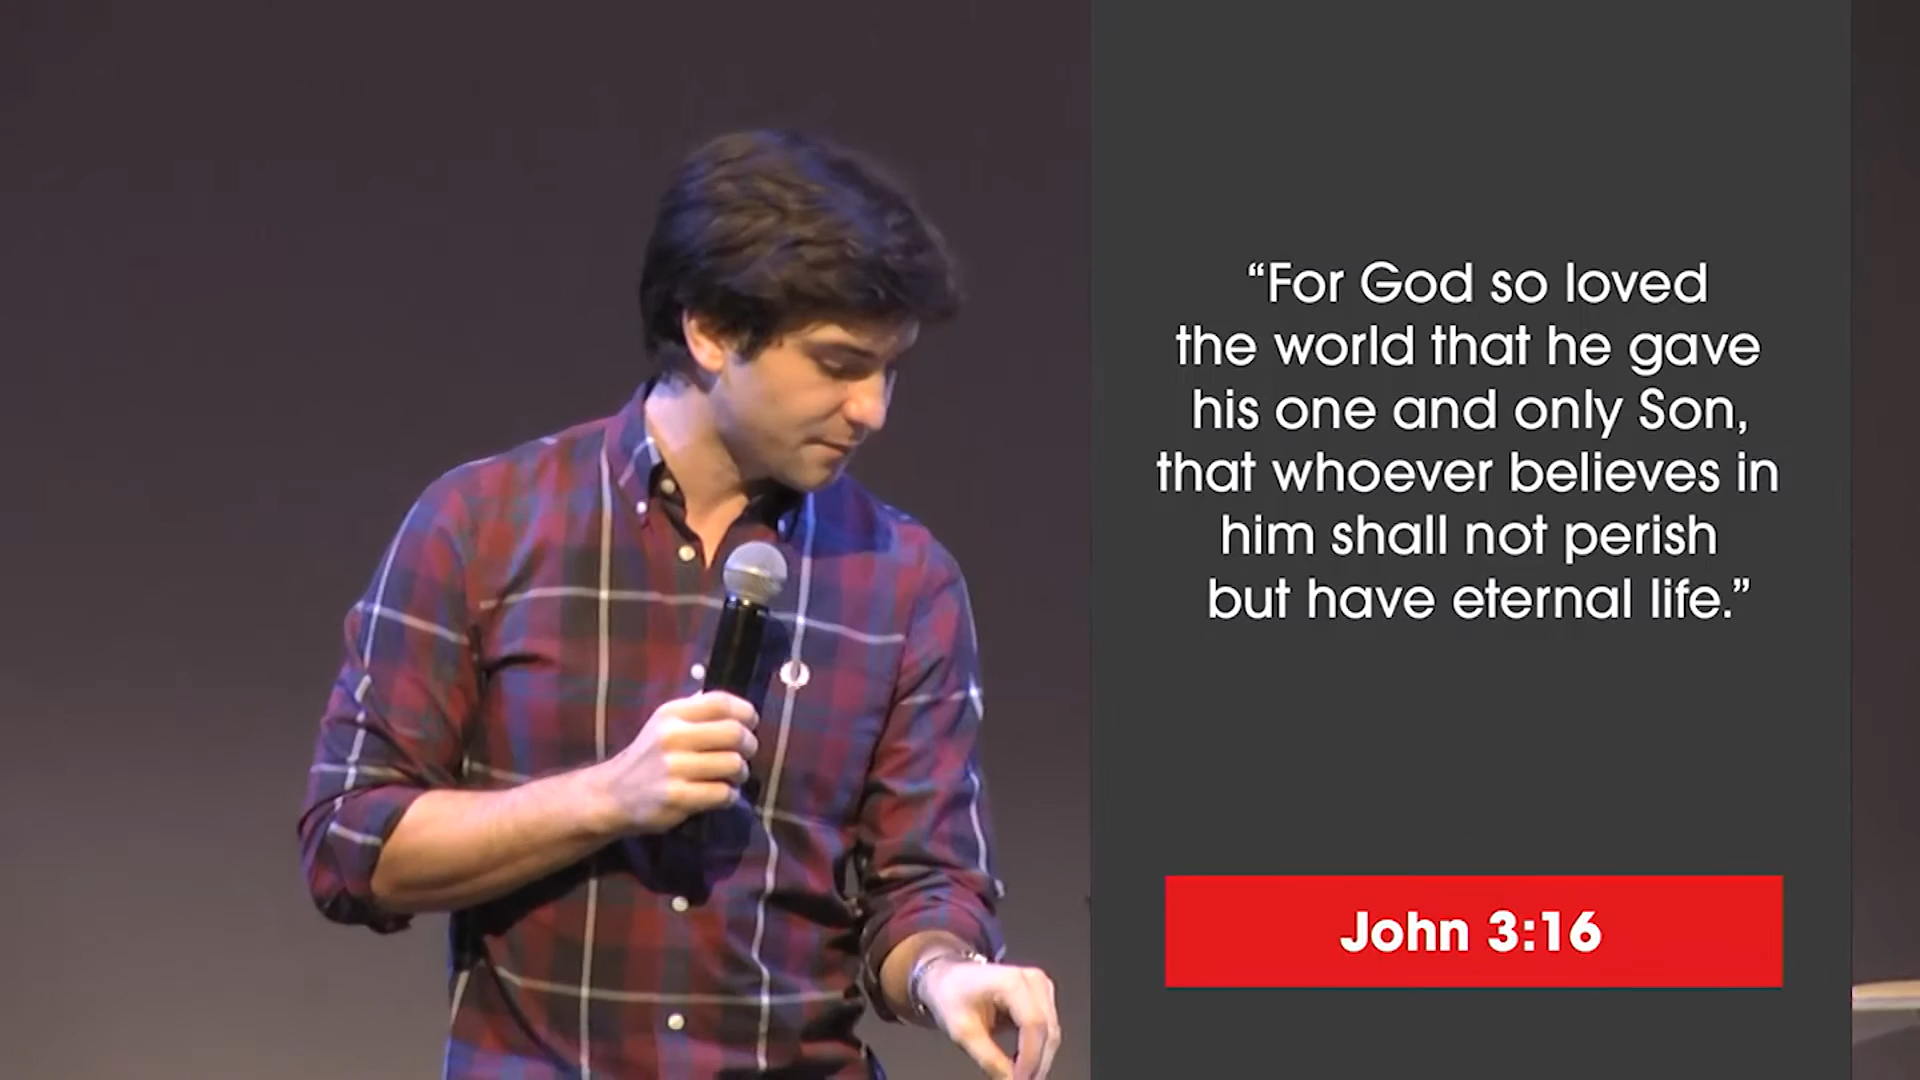 “For God so loved
the world that he gave
his one and only Son,
that whoever believes in
him shall not perish
but have eternal life.”
John 3:16